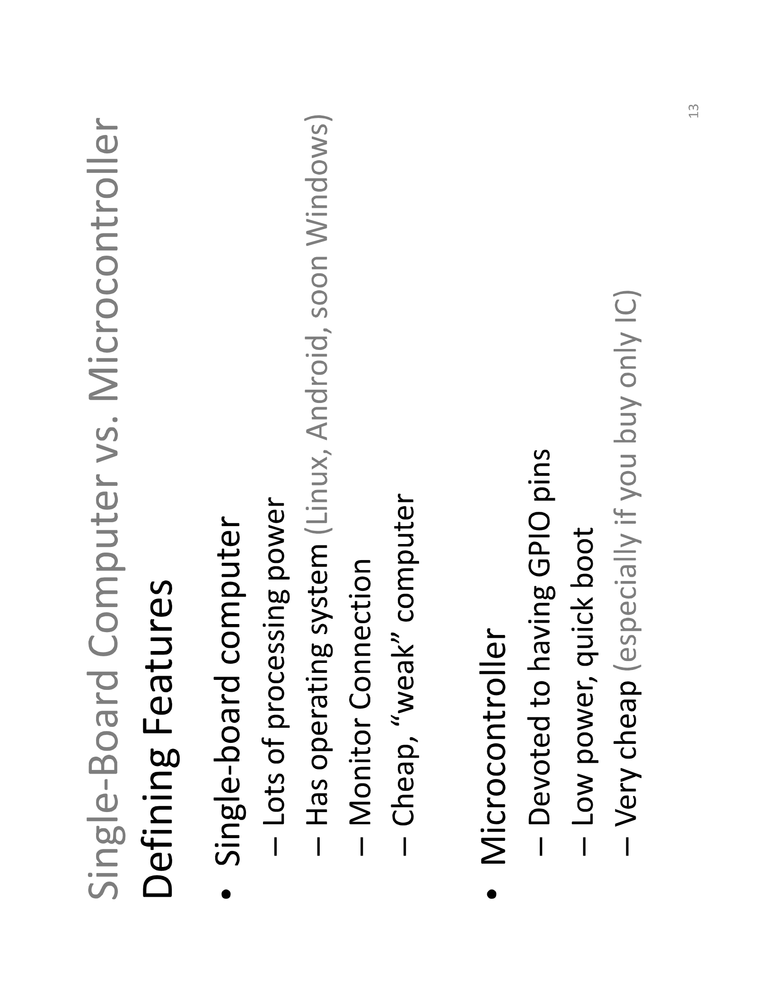 Single-Board Computer vs. Microcontroller
Defining Features
• Single-board computer
– Lots of processing power
– Has operating system (Linux, Android, soon Windows)
– Monitor Connection
– Cheap, “weak” computer
• Microcontroller
– Devoted to having GPIO pins
– Low power, quick boot
– Very cheap (especially if you buy only IC)
13